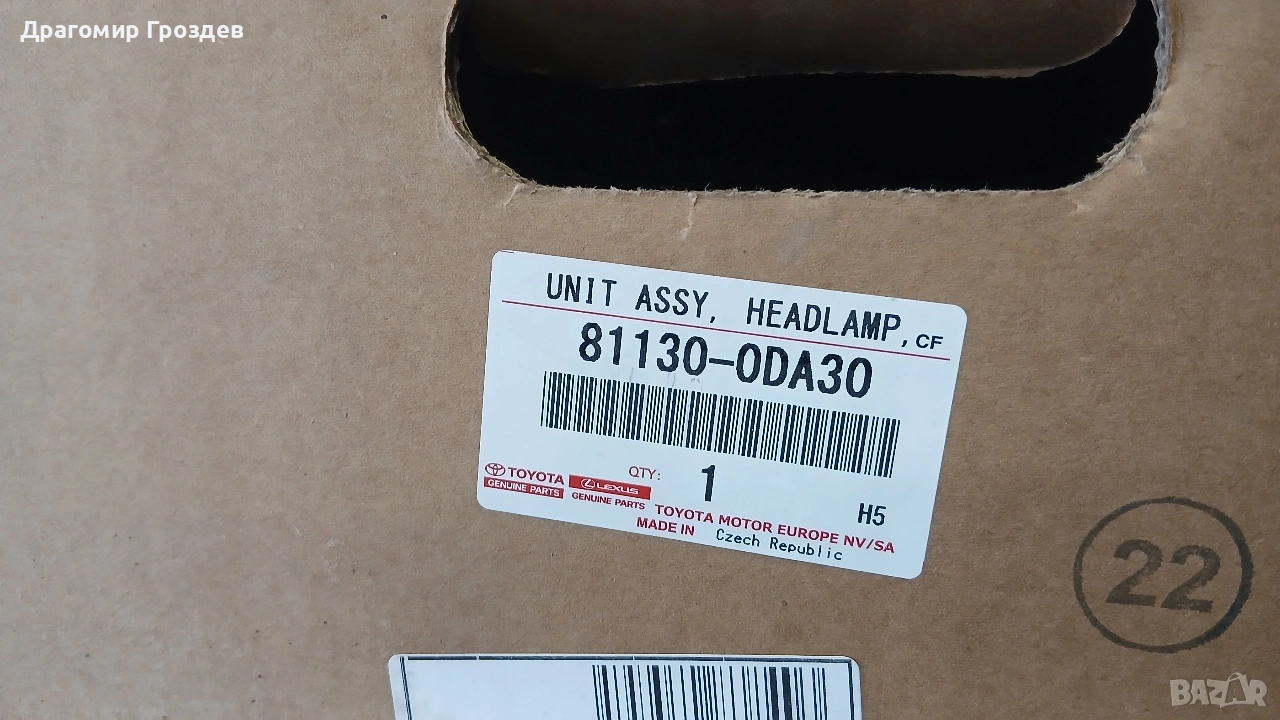 Драгомир Гроздев
UNIT ASSY, HEADLAMP, CF
81130-0DA30
QTY: 1
TOYOTA
GENUINE PARTS
LEXUS
GENUINE PARTS
H5
TOYOTA MOTOR EUROPE NV/SA
MADE IN Czech Republic
22
BAZAR